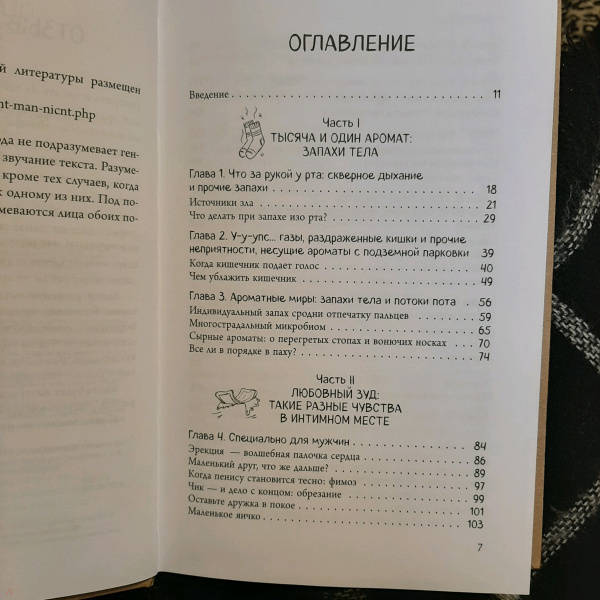 й литературы размещен
nt-man-nicnt.php
да не подразумевает ген-
звучание текста. Разуме-
кроме тех случаев, когда
к одному из них. Под по-
меваются лица обоих по-
ОГЛАВЛЕНИЕ
Введение 11
Часть I
ТЫСЯЧА И ОДИН АРОМАТ:
ЗАПАХИ ТЕЛА
Глава 1. Что за рукой у рта: скверное дыхание
и прочие запахи 18
Источники зла 21
Что делать при запахе изо рта? 29
Глава 2. У-у-упс... газы, раздраженные кишки и прочие
неприятности, несущие ароматы с подземной парковки 39
Когда кишечник подает голос 40
Чем ублажить кишечник 49
Глава 3. Ароматные миры: запахи тела и потоки пота 56
Индивидуальный запах сродни отпечатку пальцев 59
Многострадальный микробиом 65
Сырные ароматы: о перегретых стопах и вонючих носках 70
Все ли в порядке в паху? 74
Часть II
ЛЮБОВНЫЙ ЗУД:
ТАКИЕ РАЗНЫЕ ЧУВСТВА
В ИНТИМНОМ МЕСТЕ
Глава 4. Специально для мужчин 84
Эрекция — волшебная палочка сердца 86
Маленький друг, что же дальше? 89
Когда пенису становится тесно: фимоз 97
Чик — и дело с концом: обрезание 99
Оставьте дружка в покое 101
Маленькое яичко 103
7